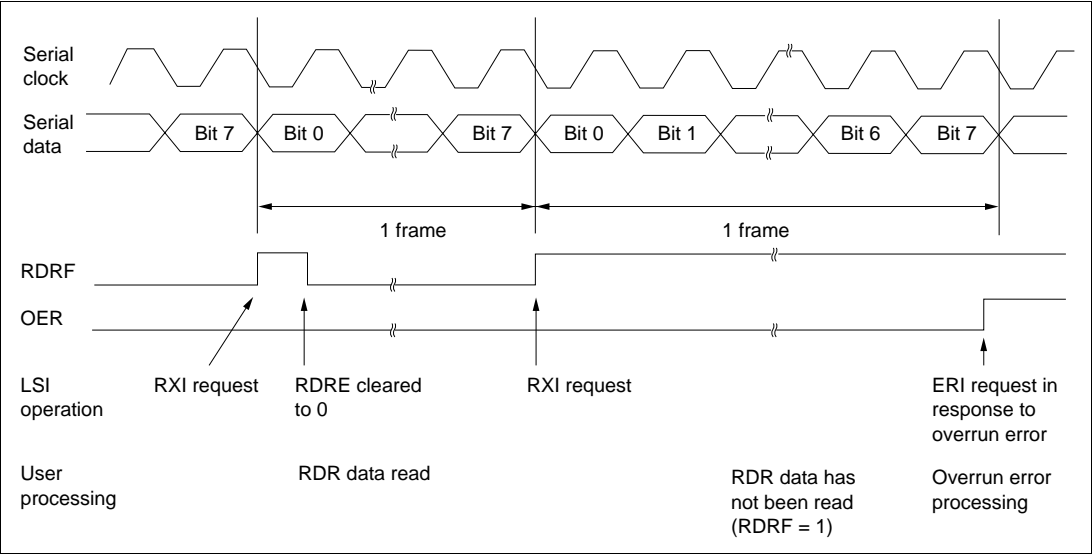 Serial
clock
Serial
data
Bit 7
Bit 0
Bit 7
Bit 0
Bit 1
Bit 6
Bit 7
1 frame
1 frame
RDRF
OER
LSI
operation
RXI request
RDRE cleared
to 0
RXI request
ERI request in
response to
overrun error
User
processing
RDR data read
RDR data has
not been read
(RDRF = 1)
Overrun error
processing